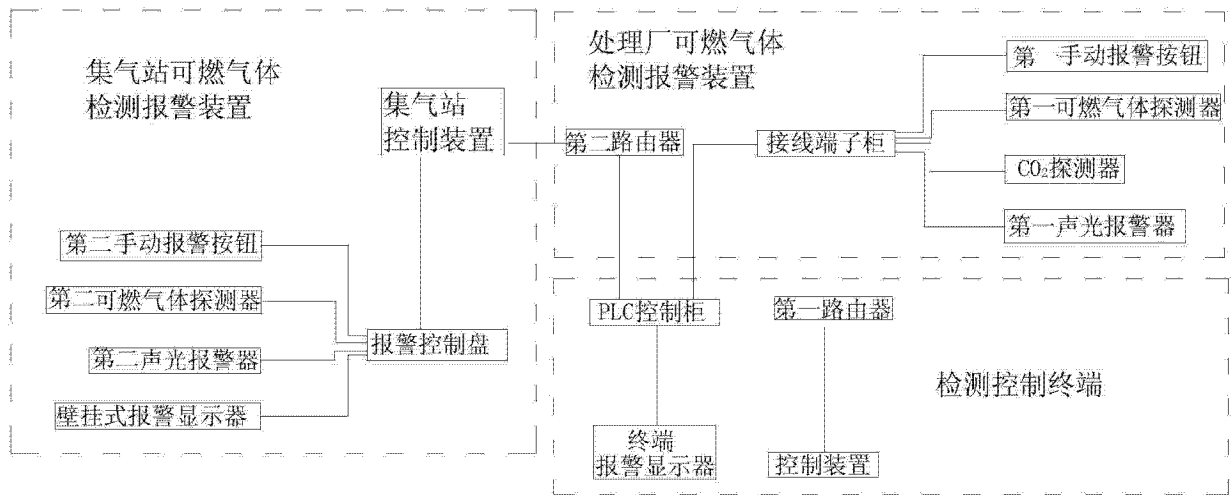 集气站可燃气体
检测报警装置
集气站
控制装置
第二手动报警按钮
第二可燃气体探测器
第二声光报警器
壁挂式报警显示器
报警控制盘
处理厂可燃气体
检测报警装置
第二路由器
接线端子柜
第一手动报警按钮
第一可燃气体探测器
CO₂探测器
第一声光报警器
PLC控制柜
第一路由器
检测控制终端
终端
报警显示器
控制装置